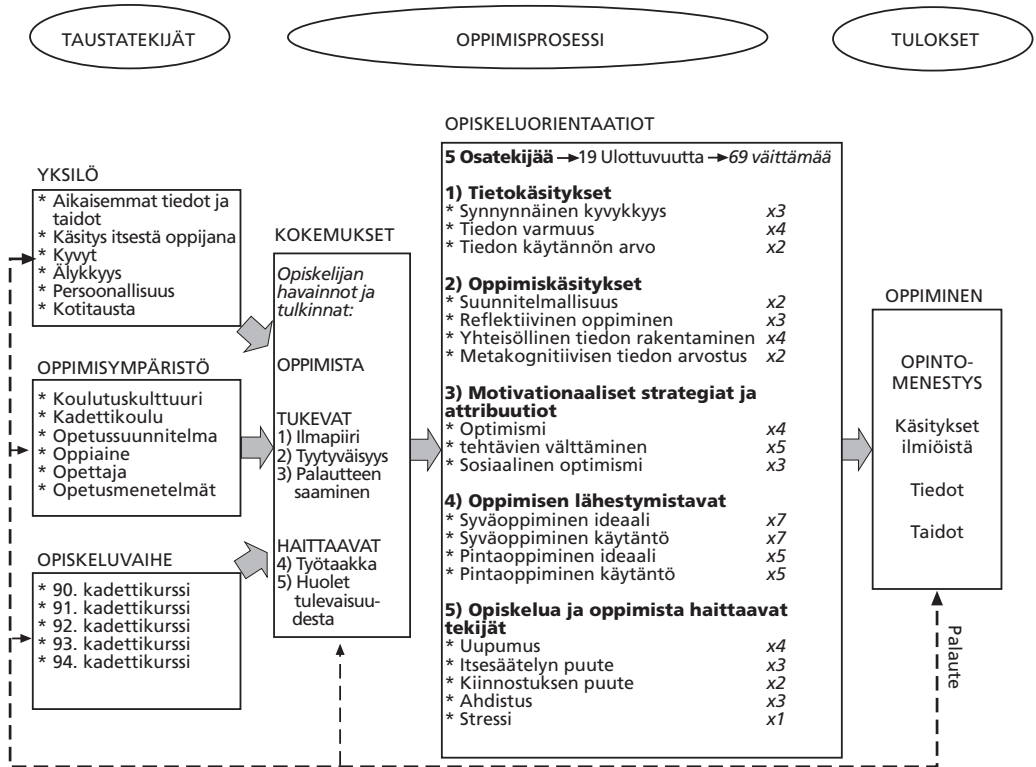 TAUSTATEKIJÄT
OPPIMISPROSESSI
TULOKSET
YKSILÖ
* Aikaisemmat tiedot ja
taidot
* Käsitys itsestä oppijana
* Kyvyt
* Älykkyys
* Persoonallisuus
* Kotitausta
OPPIMISYMPÄRISTÖ
* Koulutuskulttuuri
* Kadettikoulu
* Opetussuunnitelma
* Oppiaine
* Opettaja
* Opetusmenetelmät
OPISKELUVAIHE
* 90. kadettikurssi
* 91. kadettikurssi
* 92. kadettikurssi
* 93. kadettikurssi
* 94. kadettikurssi
KOKEMUKSET
Opiskelijan
havainnot ja
tulkinnat:
OPPIMISTA
TUKEVAT
1) Ilmapiiri
2) Tyytyväisyys
3) Palautteen
saaminen
HAITTAAVAT
4) Työtaakka
5) Huolet
tulevaisuu-
desta
OPISKELUORIENTAATIOT
5 Osatekijää → 19 Ulottuvuutta → 69 väittämää
1) Tietokäsitykset
* Synnynnäinen kyvykkyys x3
* Tiedon varmuus x4
* Tiedon käytännön arvo x2
2) Oppimiskäsitykset
* Suunnitelmallisuus x2
* Reflektiivinen oppiminen x3
* Yhteisöllinen tiedon rakentaminen x4
* Metakognitiivisen tiedon arvostus x2
3) Motivationaaliset strategiat ja
attribuutiot
* Optimismi x4
* tehtävien välttäminen x5
* Sosiaalinen optimismi x3
4) Oppimisen lähestymistavat
* Syväoppiminen ideaali x7
* Syväoppiminen käytäntö x7
* Pintaoppiminen ideaali x5
* Pintaoppiminen käytäntö x5
5) Opiskelua ja oppimista haittaavat
tekijät
* Uupumus x4
* Itsesäätelyn puute x3
* Kiinnostuksen puute x2
* Ahdistus x3
* Stressi x1
OPPIMINEN
OPINTO-
MENESTYS
Käsitykset
ilmiöistä
Tiedot
Taidot
Palaute